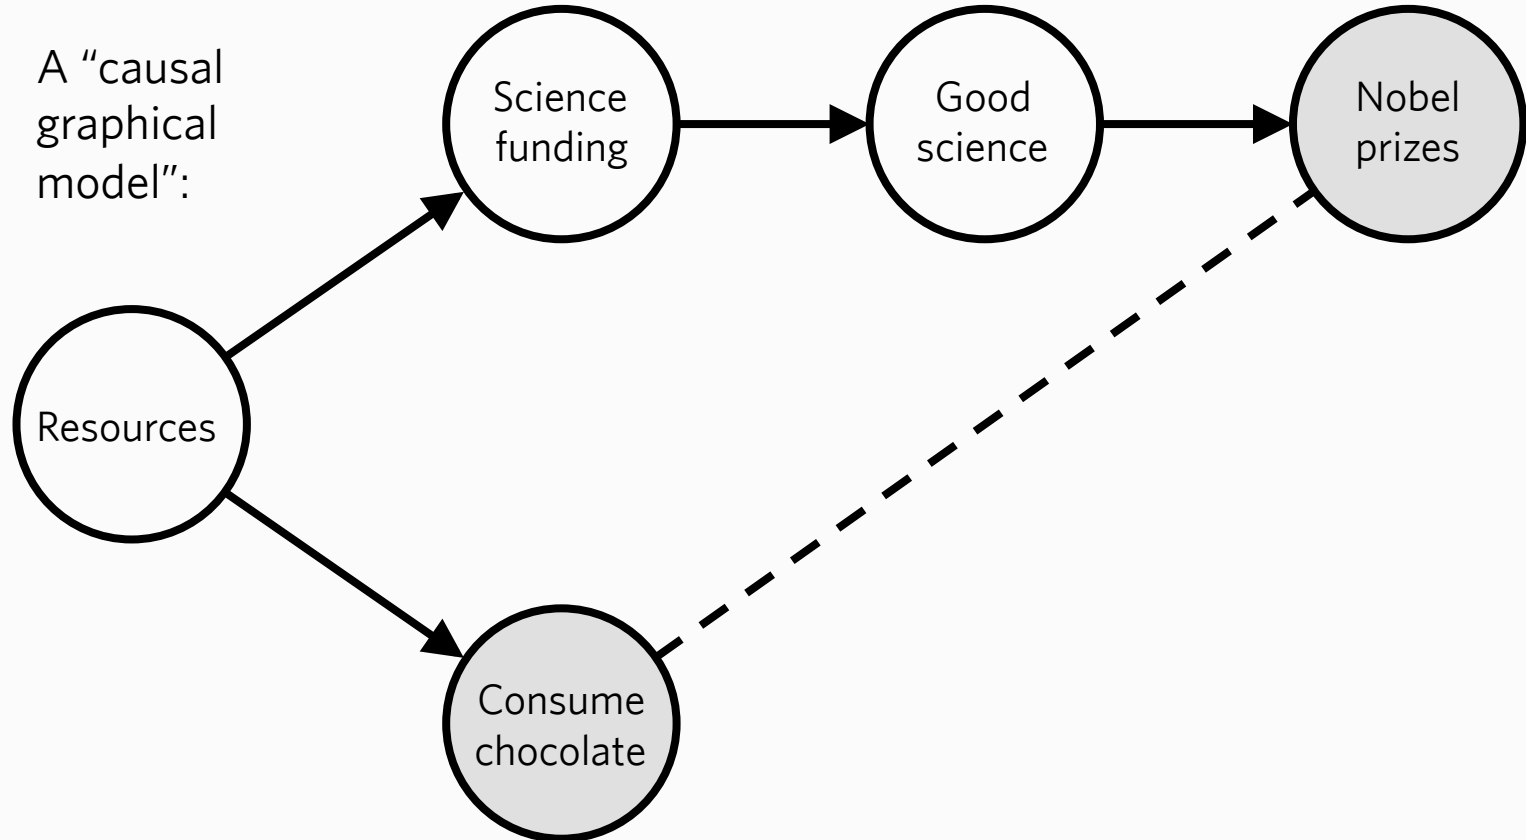 A “causal
graphical
model”:
Science
funding
Good
science
Nobel
prizes
Resources
Consume
chocolate